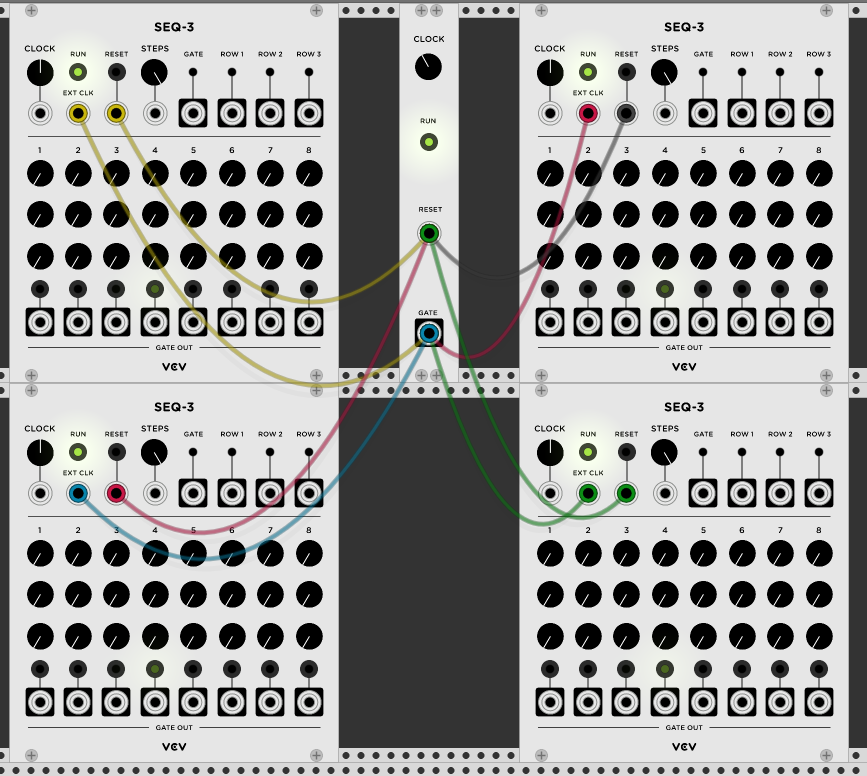 SEQ-3
CLOCK RUN RESET STEPS GATE ROW 1 ROW 2 ROW 3
EXT CLK
1 2 3 4 5 6 7 8
GATE OUT
VCV
CLOCK
RUN
RESET
GATE
SEQ-3
CLOCK RUN RESET STEPS GATE ROW 1 ROW 2 ROW 3
EXT CLK
1 2 3 4 5 6 7 8
GATE OUT
VCV
SEQ-3
CLOCK RUN RESET STEPS GATE ROW 1 ROW 2 ROW 3
EXT CLK
1 2 3 4 5 6 7 8
GATE OUT
VCV
SEQ-3
CLOCK RUN RESET STEPS GATE ROW 1 ROW 2 ROW 3
EXT CLK
1 2 3 4 5 6 7 8
GATE OUT
VCV